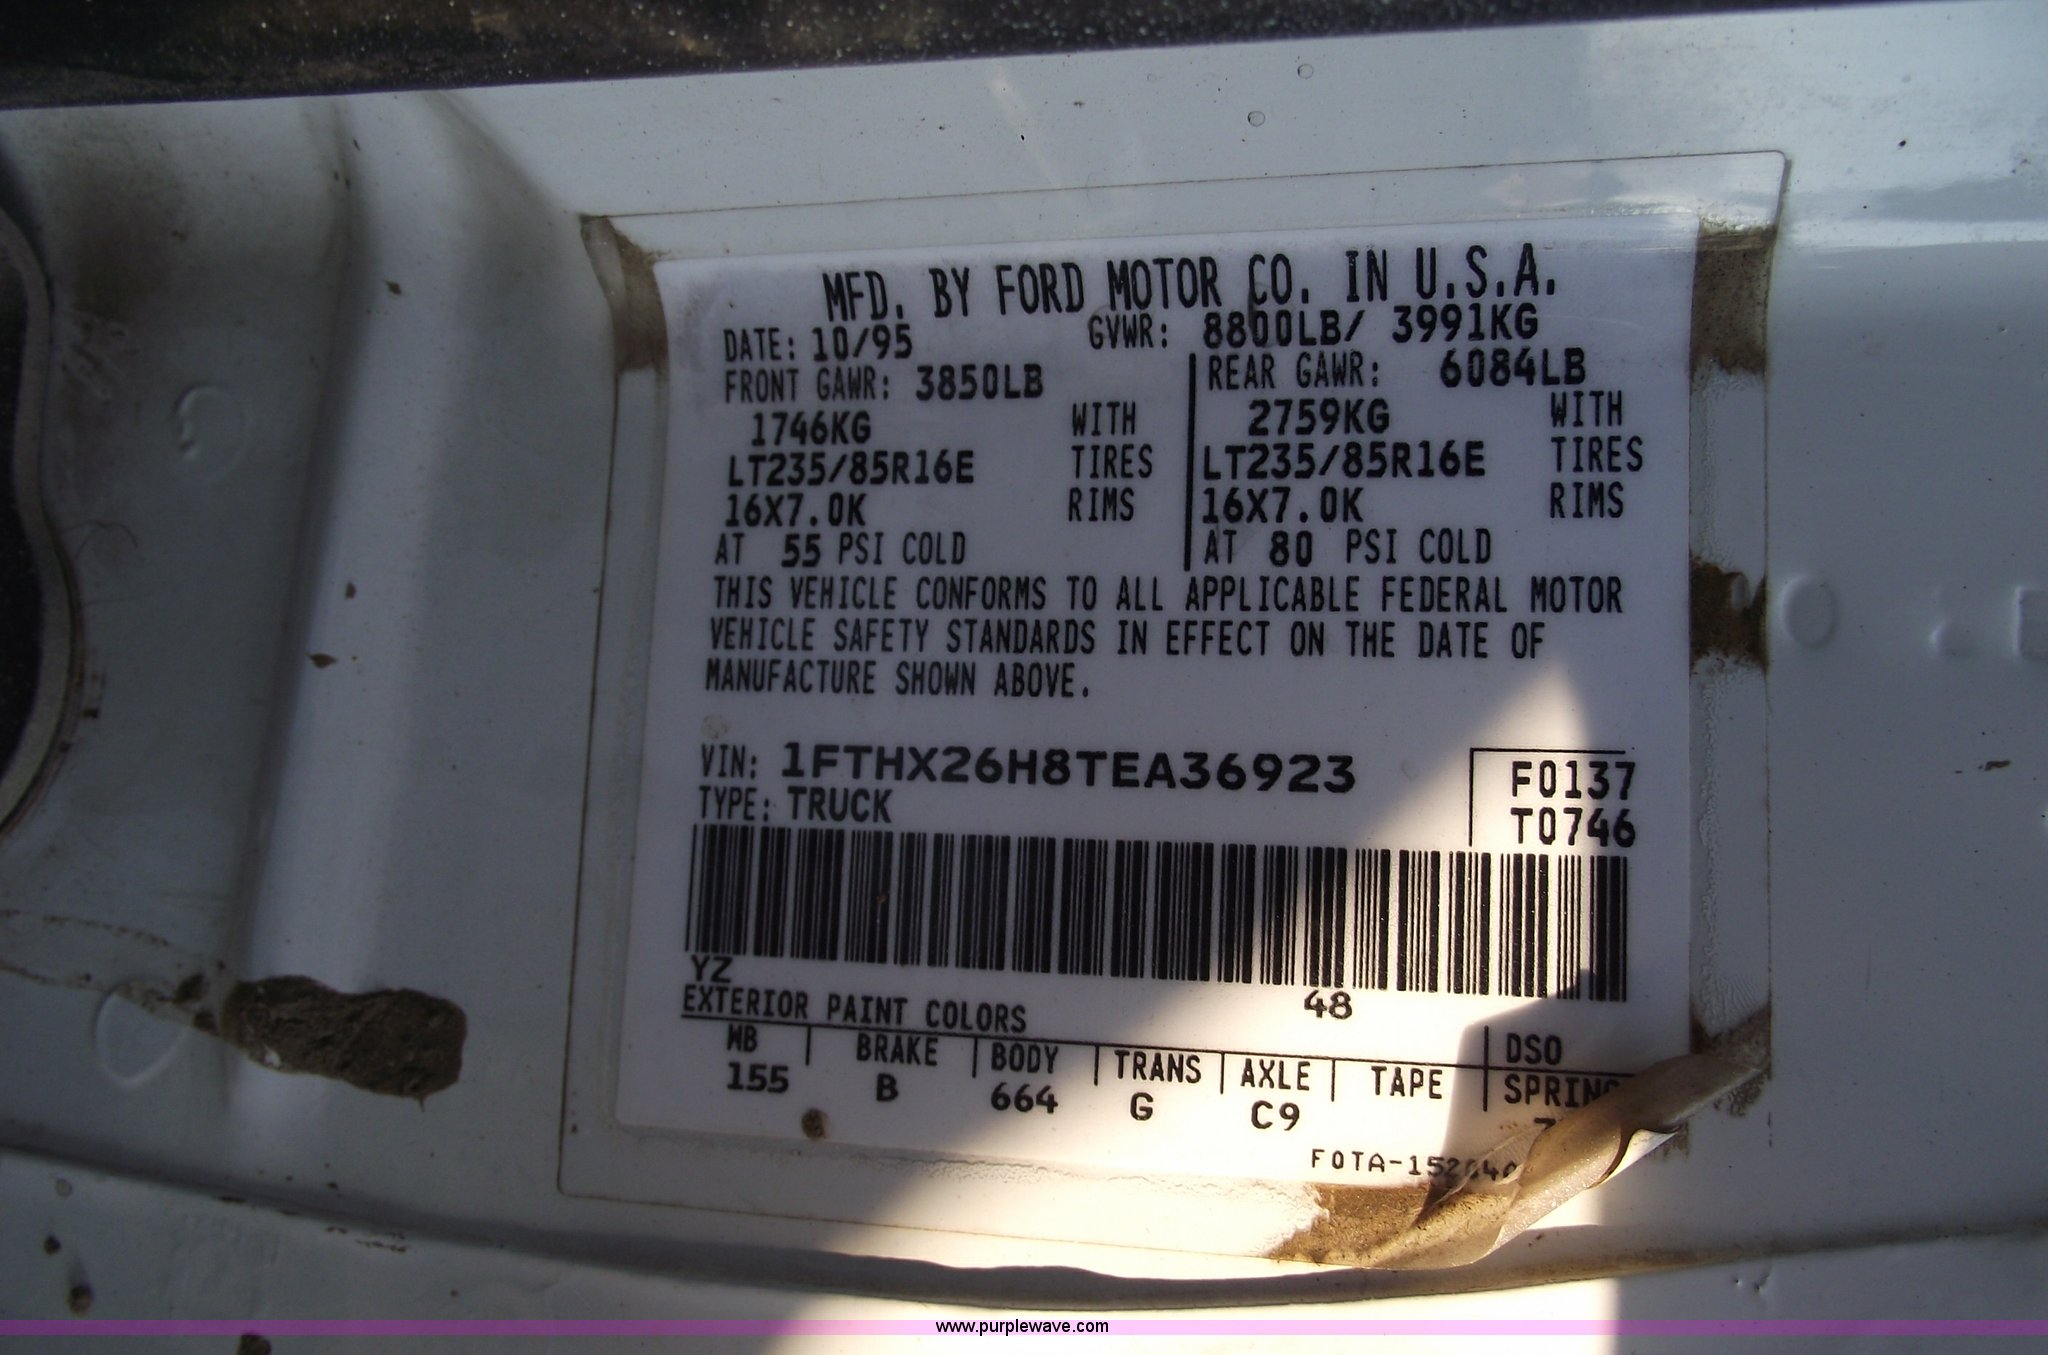 MFD. BY FORD MOTOR CO. IN U.S.A.
DATE: 10/95 GVWR: 8800LB/ 3991KG
FRONT GAWR: 3850LB REAR GAWR: 6084LB
1746KG WITH 2759KG WITH
LT235/85R16E TIRES LT235/85R16E TIRES
16X7.0K RIMS 16X7.0K RIMS
AT 55 PSI COLD AT 80 PSI COLD
THIS VEHICLE CONFORMS TO ALL APPLICABLE FEDERAL MOTOR
VEHICLE SAFETY STANDARDS IN EFFECT ON THE DATE OF
MANUFACTURE SHOWN ABOVE.
VIN: 1FTHX26H8TEA36923 F0137
TYPE: TRUCK T0746
YZ 48
EXTERIOR PAINT COLORS DSO
WB BRAKE BODY TRANS AXLE TAPE SPRING
155 B 664 G C9
www.purplewave.com